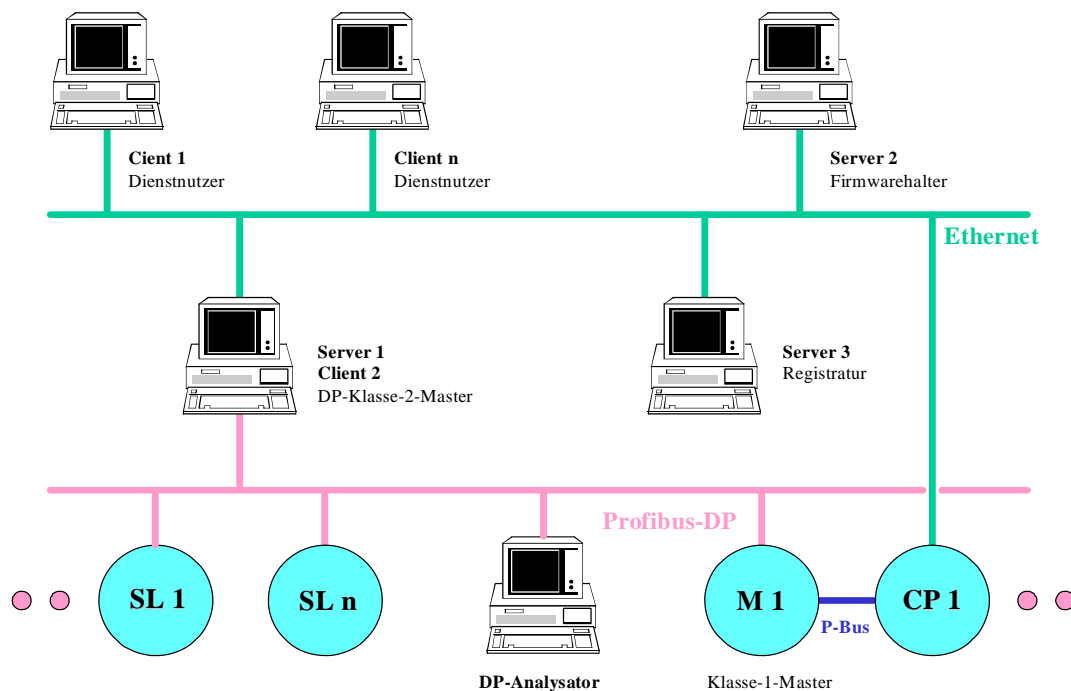 Cient 1
Dienstnutzer
Client n
Dienstnutzer
Server 2
Firmwarehalter
Ethernet
Server 1
Client 2
DP-Klasse-2-Master
Server 3
Registratur
Profibus-DP
SL 1
SL n
M 1
CP 1
P-Bus
DP-Analysator
Klasse-1-Master